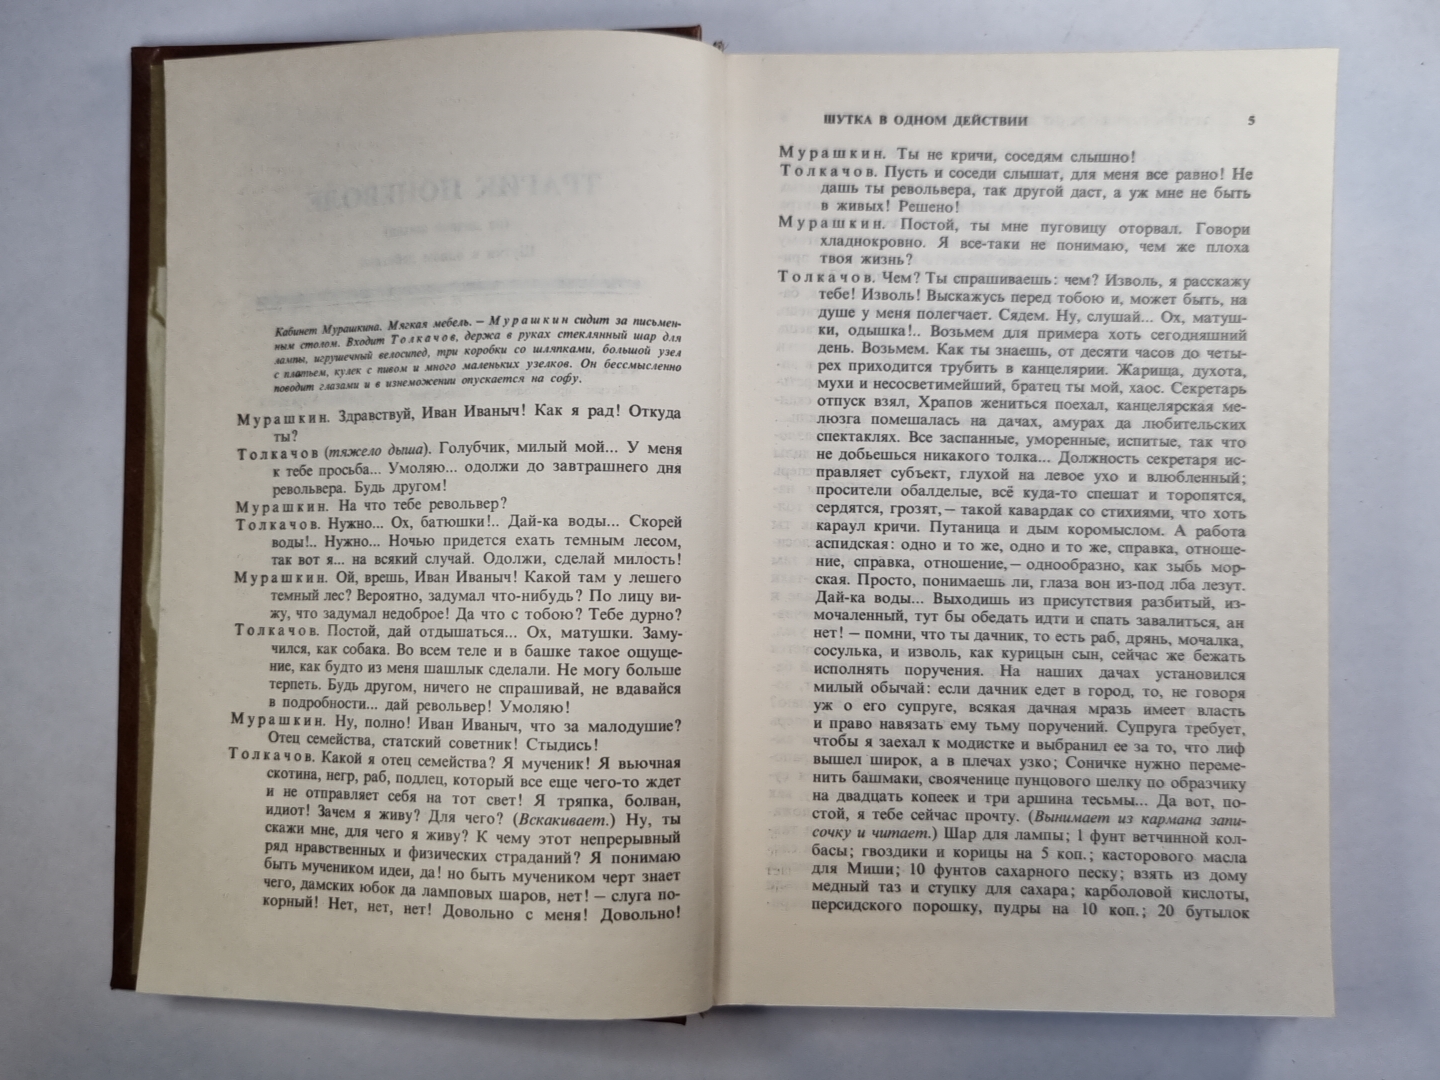 Кабинет Мурашкина. Мягкая мебель. – Мурашкин сидит за письмен-
ным столом. Входит Толкачов, держа в руках стеклянный шар для
лампы, игрушечный велосипед, три коробки со шляпками, большой узел
с платьем, кулек с пивом и много маленьких узелков. Он бессмысленно
поводит глазами и в изнеможении опускается на софу.
Мурашкин. Здравствуй, Иван Иваныч! Как я рад! Откуда
ты?
Толкачов (тяжело дыша). Голубчик, милый мой... У меня
к тебе просьба... Умоляю... одолжи до завтрашнего дня
револьвера. Будь другом!
Мурашкин. На что тебе револьвер?
Толкачов. Нужно... Ох, батюшки!.. Дай-ка воды... Скорей
воды!.. Нужно... Ночью придется ехать темным лесом,
так вот я... на всякий случай. Одолжи, сделай милость!
Мурашкин. Ой, врешь, Иван Иваныч! Какой там у лешего
темный лес? Вероятно, задумал что-нибудь? По лицу ви-
жу, что задумал недоброе! Да что с тобою? Тебе дурно?
Толкачов. Постой, дай отдышаться... Ох, матушки. Заму-
чился, как собака. Во всем теле и в башке такое ощуще-
ние, как будто из меня шашлык сделали. Не могу больше
терпеть. Будь другом, ничего не спрашивай, не вдавайся
в подробности... дай револьвер! Умоляю!
Мурашкин. Ну, полно! Иван Иваныч, что за малодушие?
Отец семейства, статский советник! Стыдись!
Толкачов. Какой я отец семейства? Я мученик! Я вьючная
скотина, негр, раб, подлец, который все еще чего-то ждет
и не отправляет себя на тот свет! Я тряпка, болван,
идиот! Зачем я живу? Для чего? (Вскакивает.) Ну, ты
скажи мне, для чего я живу? К чему этот непрерывный
ряд нравственных и физических страданий? Я понимаю
быть мучеником идеи, да! но быть мучеником черт знает
чего, дамских юбок да ламповых шаров, нет! – слуга по-
корный! Нет, нет, нет! Довольно с меня! Довольно!
ШУТКА В ОДНОМ ДЕЙСТВИИ 5
Мурашкин. Ты не кричи, соседям слышно!
Толкачов. Пусть и соседи слышат, для меня все равно! Не
дашь ты револьвера, так другой даст, а уж мне не быть
в живых! Решено!
Мурашкин. Постой, ты мне пуговицу оторвал. Говори
хладнокровно. Я все-таки не понимаю, чем же плоха
твоя жизнь?
Толкачов. Чем? Ты спрашиваешь: чем? Изволь, я расскажу
тебе! Изволь! Выскажусь перед тобою и, может быть, на
душе у меня полегчает. Сядем. Ну, слушай... Ох, матуш-
ки, одышка!.. Возьмем для примера хоть сегодняшний
день. Возьмем. Как ты знаешь, от десяти часов до четы-
рех приходится трубить в канцелярии. Жарища, духота,
мухи и несосветимейший, братец ты мой, хаос. Секретарь
отпуск взял, Храпов жениться поехал, канцелярская ме-
люзга помешалась на дачах, амурах да любительских
спектаклях. Все заспанные, уморенные, испитые, так что
не добьешься никакого толка... Должность секретаря ис-
правляет субъект, глухой на левое ухо и влюбленный;
просители обалделые, всё куда-то спешат и торопятся,
сердятся, грозят,– такой кавардак со стихиями, что хоть
караул кричи. Путаница и дым коромыслом. А работа
аспидская: одно и то же, одно и то же, справка, отноше-
ние, справка, отношение,– однообразно, как зыбь мор-
ская. Просто, понимаешь ли, глаза вон из-под лба лезут.
Дай-ка воды... Выходишь из присутствия разбитый, из-
мочаленный, тут бы обедать идти и спать завалиться, ан
нет! – помни, что ты дачник, то есть раб, дрянь, мочалка,
сосулька, и изволь, как курицын сын, сейчас же бежать
исполнять поручения. На наших дачах установился
милый обычай: если дачник едет в город, то, не говоря
уж о его супруге, всякая дачная мразь имеет власть
и право навязать ему тьму поручений. Супруга требует,
чтобы я заехал к модистке и выбранил ее за то, что лиф
вышел широк, а в плечах узко; Соничке нужно переме-
нить башмаки, свояченице пунцового шелку по образчику
на двадцать копеек и три аршина тесьмы... Да вот, по-
стой, я тебе сейчас прочту. (Вынимает из кармана запи-
сочку и читает.) Шар для лампы; 1 фунт ветчинной кол-
басы; гвоздики и корицы на 5 коп.; касторового масла
для Миши; 10 фунтов сахарного песку; взять из дому
медный таз и ступку для сахара; карболовой кислоты,
персидского порошку, пудры на 10 коп.; 20 бутылок